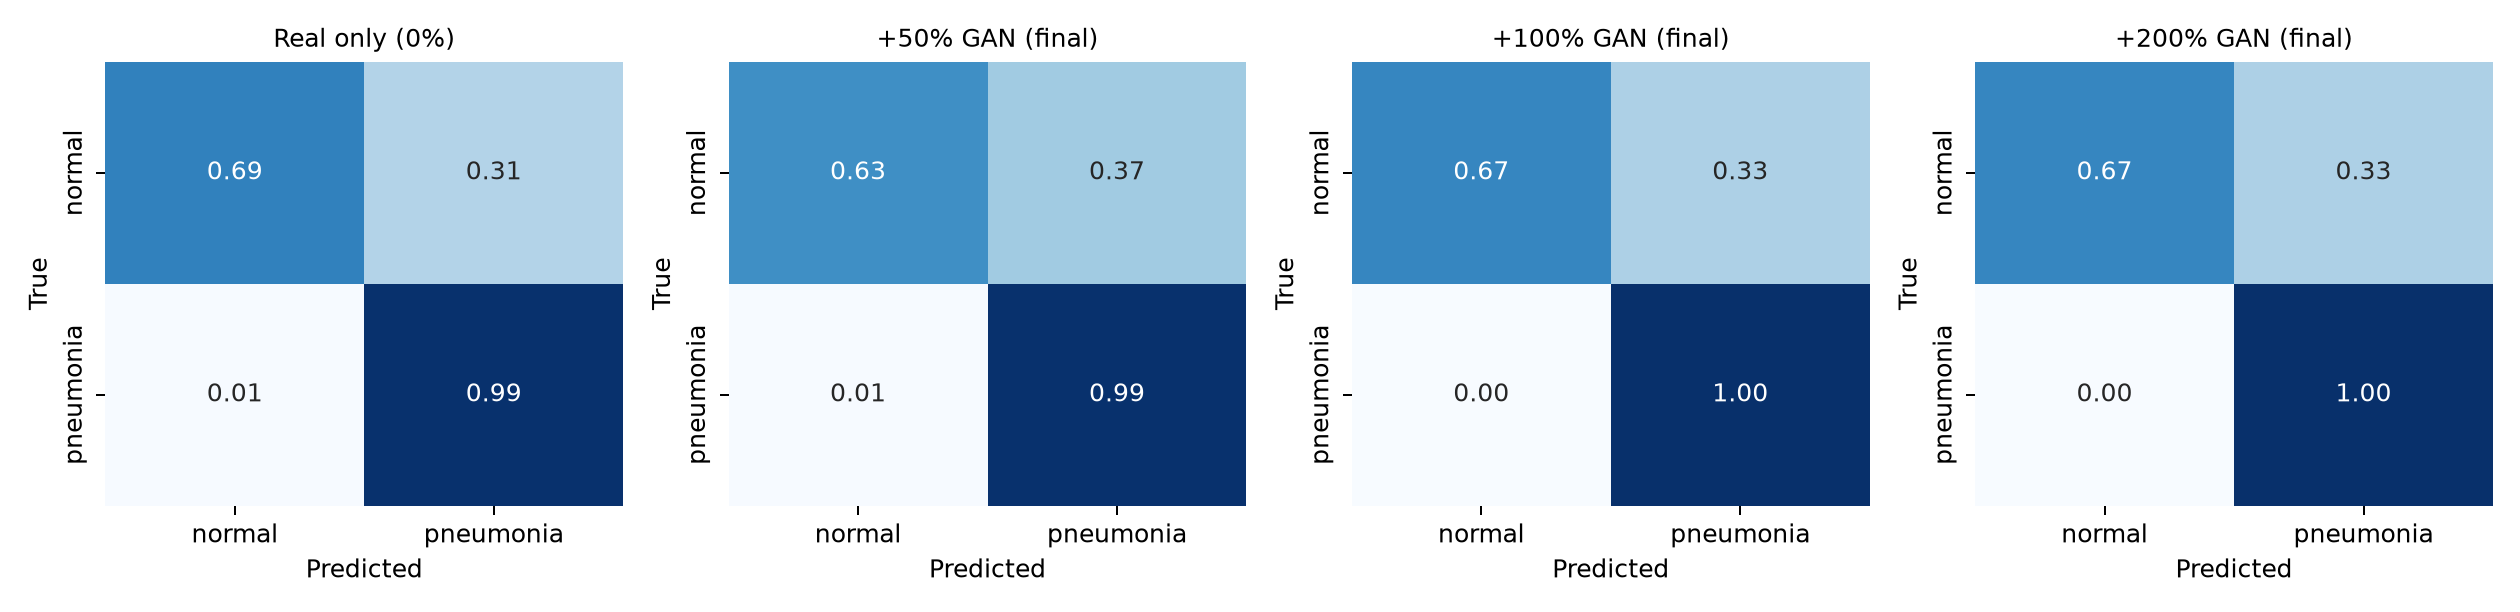 Real only (0%)
True
normal
pneumonia
0.69
0.31
0.01
0.99
normal
pneumonia
Predicted
+50% GAN (final)
True
normal
pneumonia
0.63
0.37
0.01
0.99
normal
pneumonia
Predicted
+100% GAN (final)
True
normal
pneumonia
0.67
0.33
0.00
1.00
normal
pneumonia
Predicted
+200% GAN (final)
True
normal
pneumonia
0.67
0.33
0.00
1.00
normal
pneumonia
Predicted